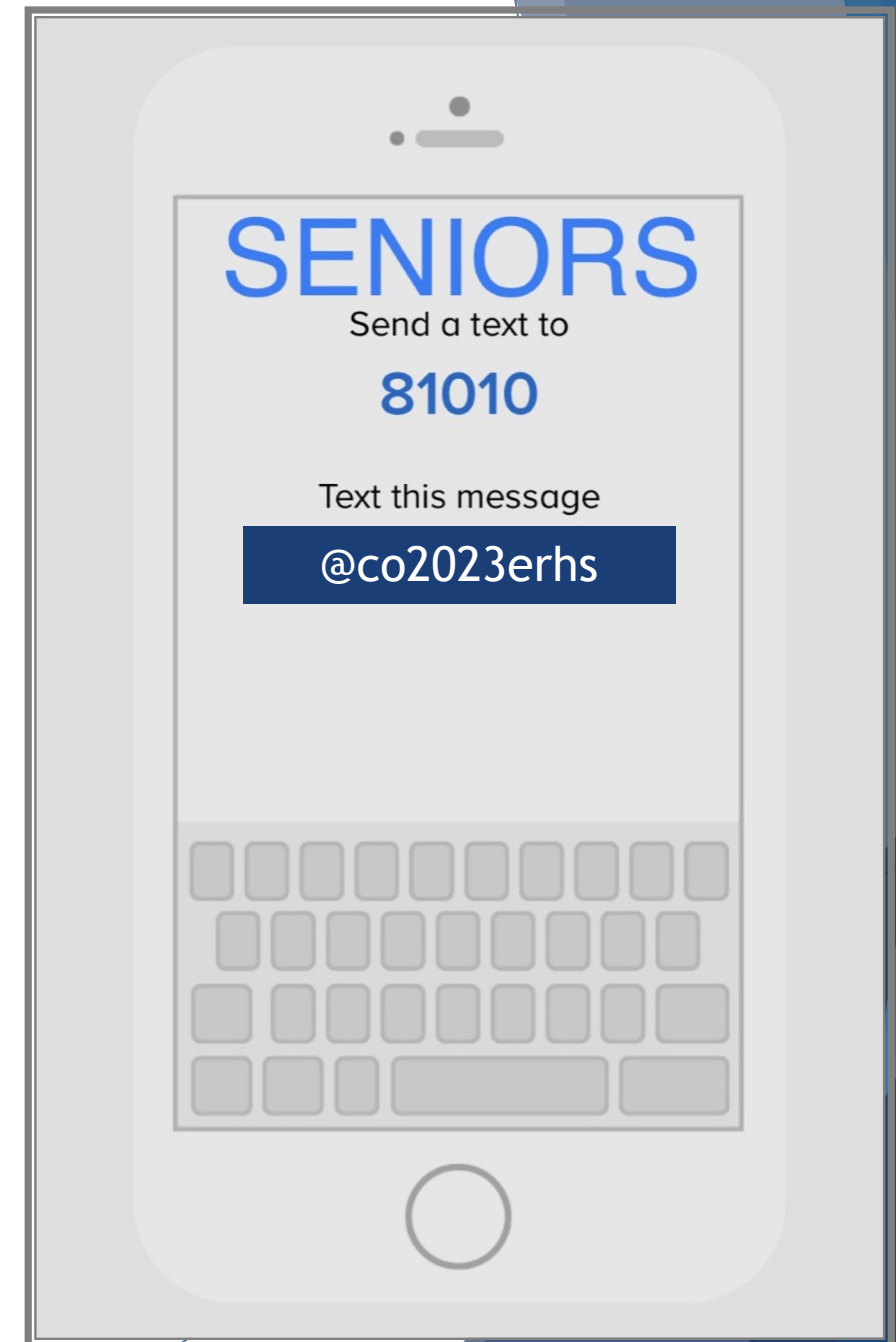 SENIORS
Send a text to
81010
Text this message
@co2023erhs